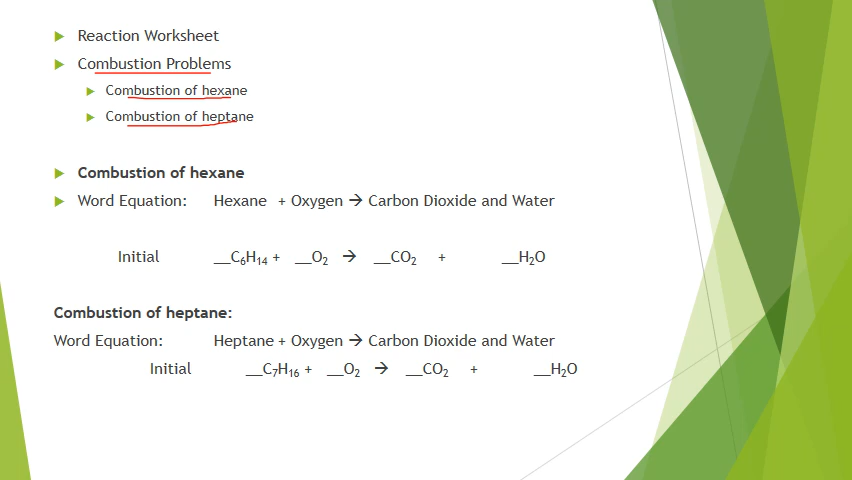 Reaction Worksheet
Combustion Problems
Combustion of hexane
Combustion of heptane
Combustion of hexane
Word Equation: Hexane + Oxygen → Carbon Dioxide and Water
Initial __C₆H₁₄ + __O₂ → __CO₂ + __H₂O
Combustion of heptane:
Word Equation: Heptane + Oxygen → Carbon Dioxide and Water
Initial __C₇H₁₆ + __O₂ → __CO₂ + __H₂O